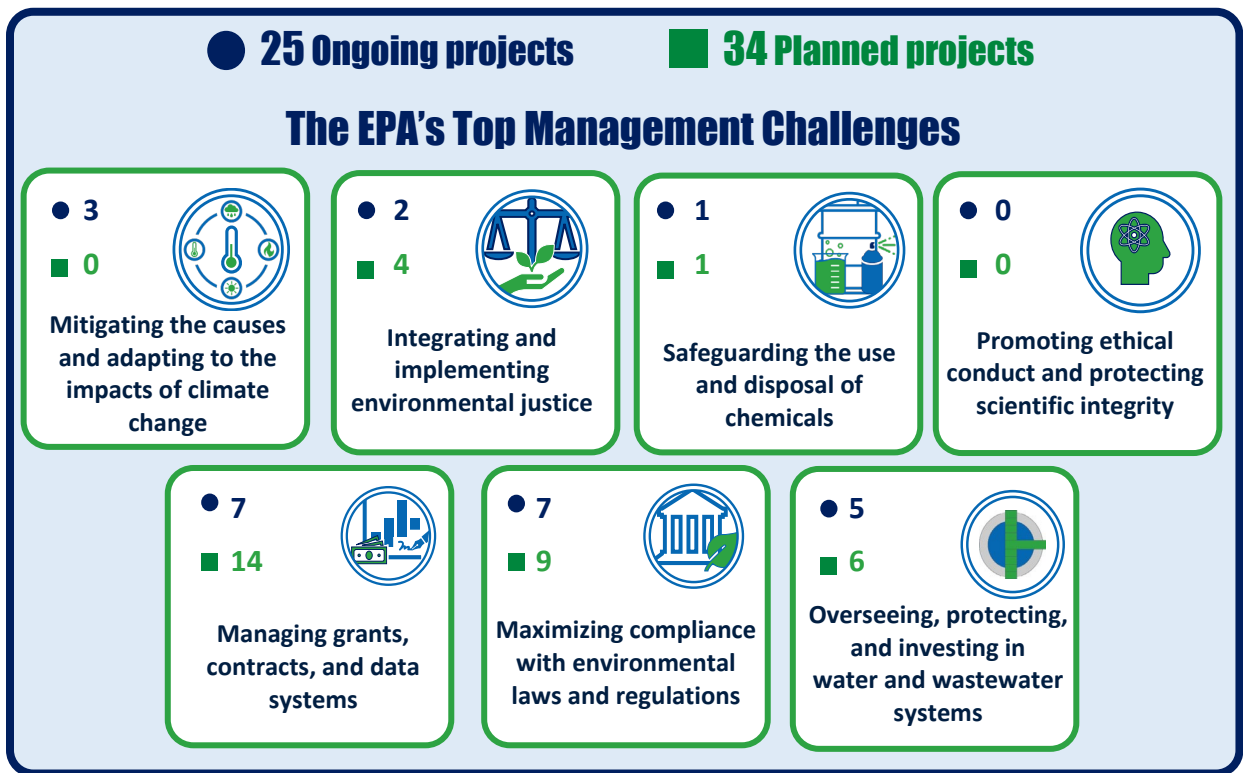 25 Ongoing projects
34 Planned projects
The EPA's Top Management Challenges
3
0
Mitigating the causes
and adapting to the
impacts of climate
change
2
4
Integrating and
implementing
environmental justice
1
1
Safeguarding the use
and disposal of
chemicals
0
0
Promoting ethical
conduct and protecting
scientific integrity
7
14
Managing grants,
contracts, and data
systems
7
9
Maximizing compliance
with environmental
laws and regulations
5
6
Overseeing, protecting,
and investing in
water and wastewater
systems